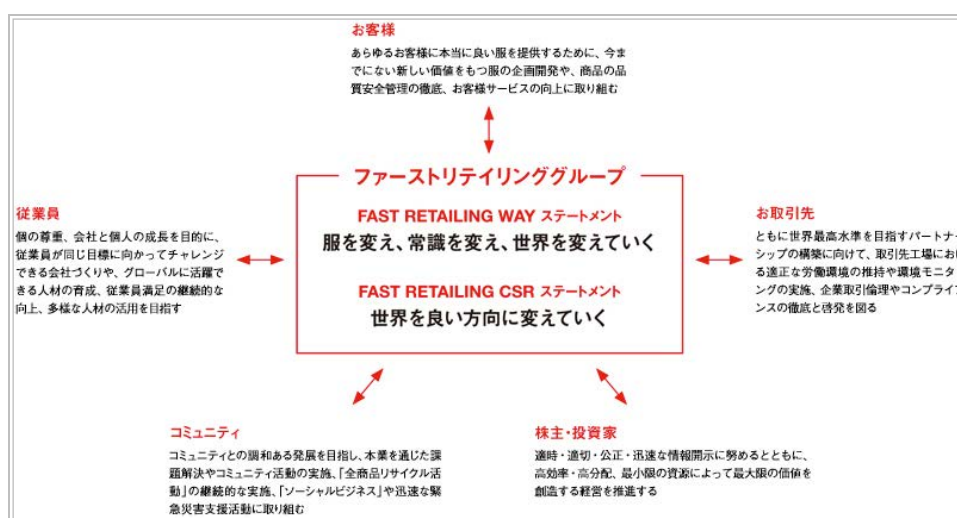 お客様
あらゆるお客様に本当に良い服を提供するために、今ま
でにない新しい価値をもつ服の企画開発や、商品の品
質安全管理の徹底、お客様サービスの向上に取り組む
ファーストリテイリンググループ
FAST RETAILING WAY ステートメント
服を変え、常識を変え、世界を変えていく
FAST RETAILING CSR ステートメント
世界を良い方向に変えていく
従業員
個の尊重、会社と個人の成長を目的に、
従業員が同じ目標に向かってチャレンジ
できる会社づくりや、グローバルに活躍で
きる人材の育成、従業員満足の継続的な
向上、多様な人材の活用を目指す
お取引先
ともに世界最高水準を目指すパートナー
シップの構築に向けて、取引先工場におけ
る適正な労働環境の維持や環境モニタリ
ングの実施、企業取引倫理やコンプライア
ンスの徹底と啓発を図る
コミュニティ
コミュニティとの調和ある発展を目指し、本業を通じた課
題解決やコミュニティ活動の実施、「全商品リサイクル活
動」の継続的な実施、「ソーシャルビジネス」や迅速な緊
急災害支援活動に取り組む
株主・投資家
適時・適切・公正・迅速な情報開示に努めるとともに、
高効率・高分配、最小限の資源によって最大限の価値を
創造する経営を推進する